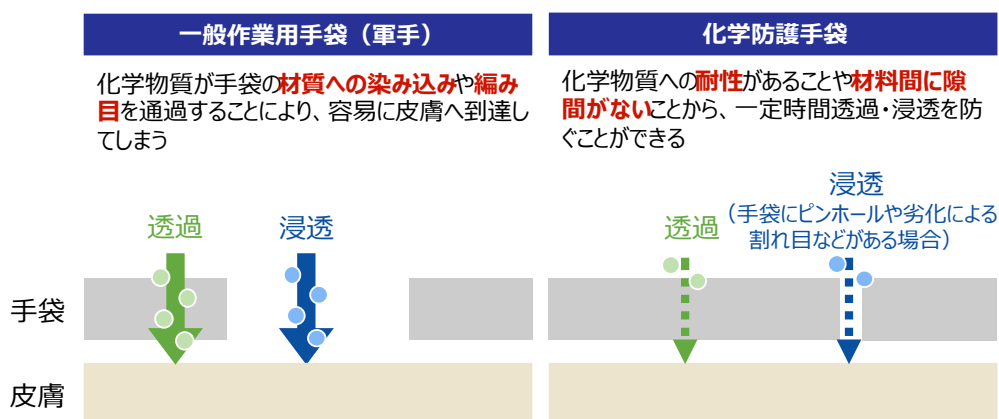 一般作業用手袋（軍手）
化学物質が手袋の材質への染み込みや編み
目を通過することにより、容易に皮膚へ到達し
てしまう
化学防護手袋
化学物質への耐性があることや材料間に隙
間がないことから、一定時間透過・浸透を防
ぐことができる
透過
浸透
透過
浸透
（手袋にピンホールや劣化による
割れ目などがある場合）
手袋
皮膚